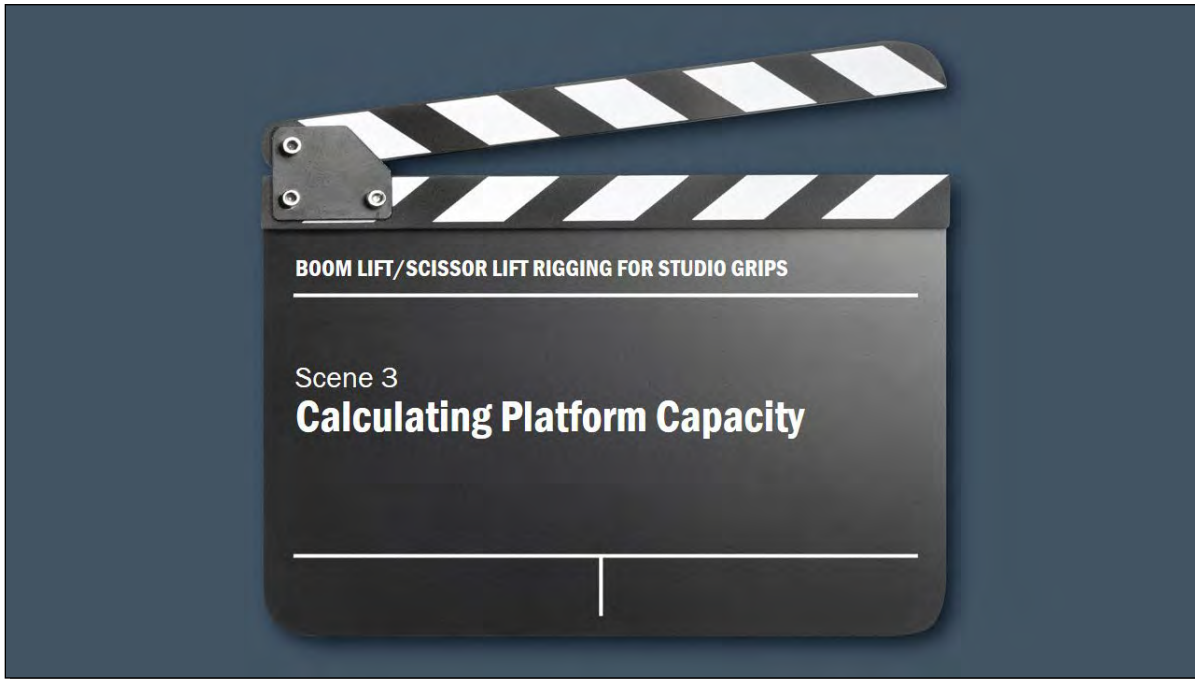 BOOM LIFT/SCISSOR LIFT RIGGING FOR STUDIO GRIPS
Scene 3
Calculating Platform Capacity